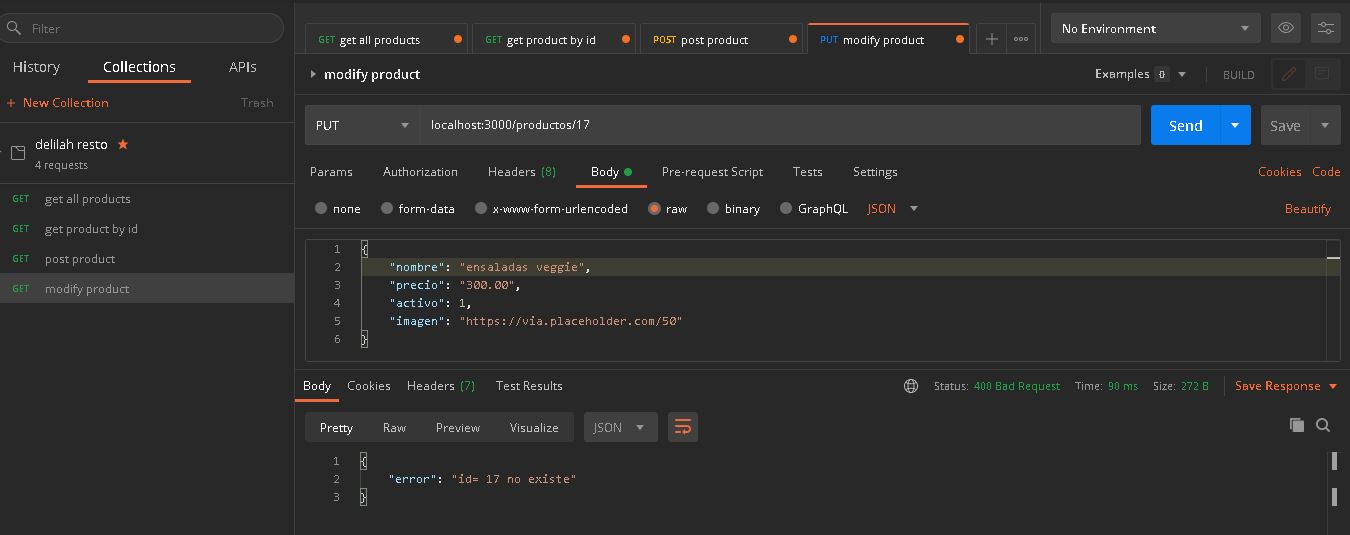 Filter
History Collections APIs
+ New Collection Trash
delilah resto
4 requests
GET get all products
GET get product by id
GET post product
GET modify product
GET get all products GET get product by id POST post product PUT modify product + ooo No Environment
modify product Examples 0 BUILD
PUT localhost:3000/productos/17 Send Save
Params Authorization Headers (8) Body Pre-request Script Tests Settings Cookies Code
none form-data x-www-form-urlencoded raw binary GraphQL JSON Beautify
1 {
2 "nombre": "ensaladas veggie",
3 "precio": "300.00",
4 "activo": 1,
5 "imagen": "https://via.placeholder.com/50"
6 }
Body Cookies Headers (7) Test Results Status: 400 Bad Request Time: 90 ms Size: 272 B Save Response
Pretty Raw Preview Visualize JSON
1 {
2 "error": "id= 17 no existe"
3 }